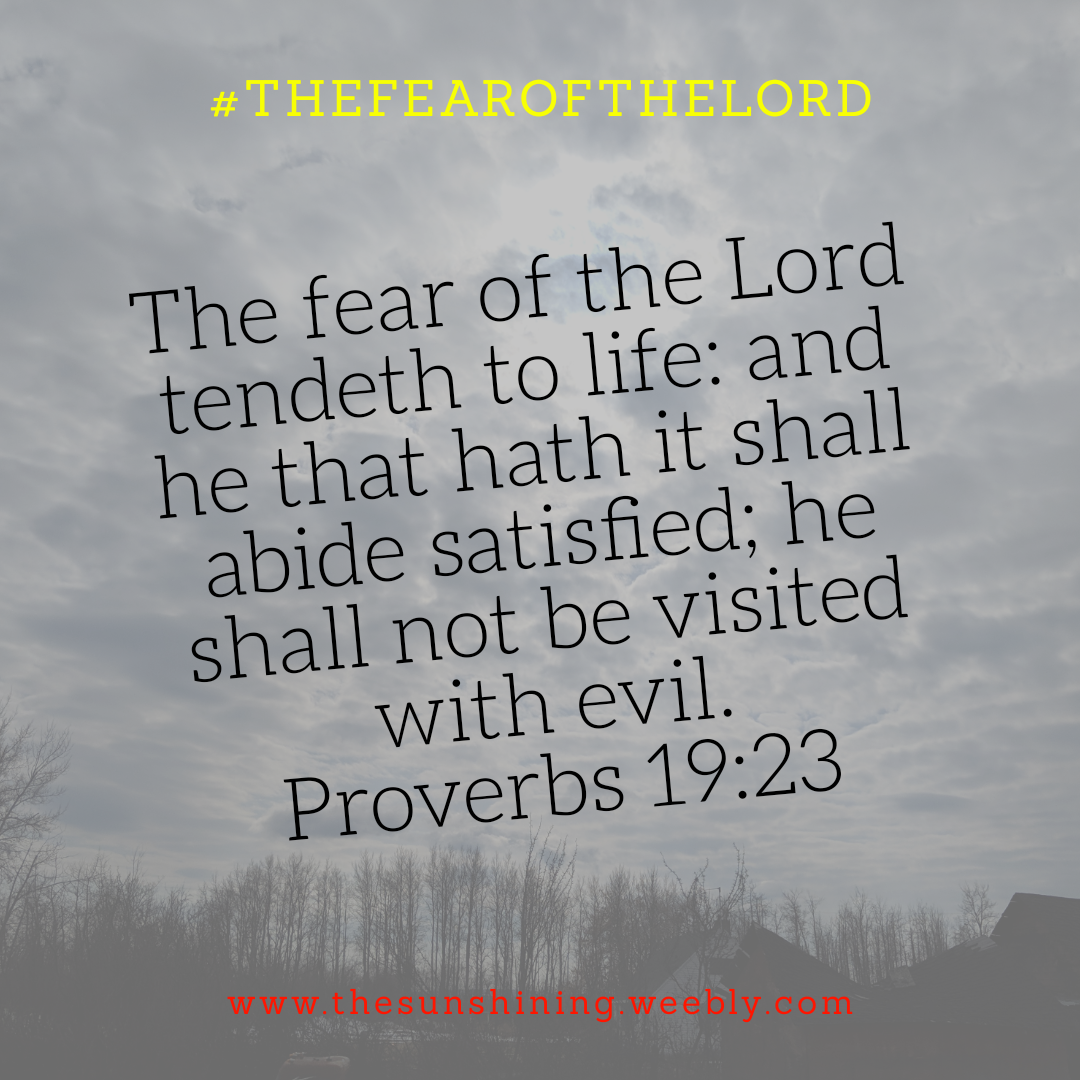 #THEFEAROFTHELORD
The fear of the Lord
tendeth to life: and
he that hath it shall
abide satisfied; he
shall not be visited
with evil.
Proverbs 19:23
www.thesunshining.weebly.com